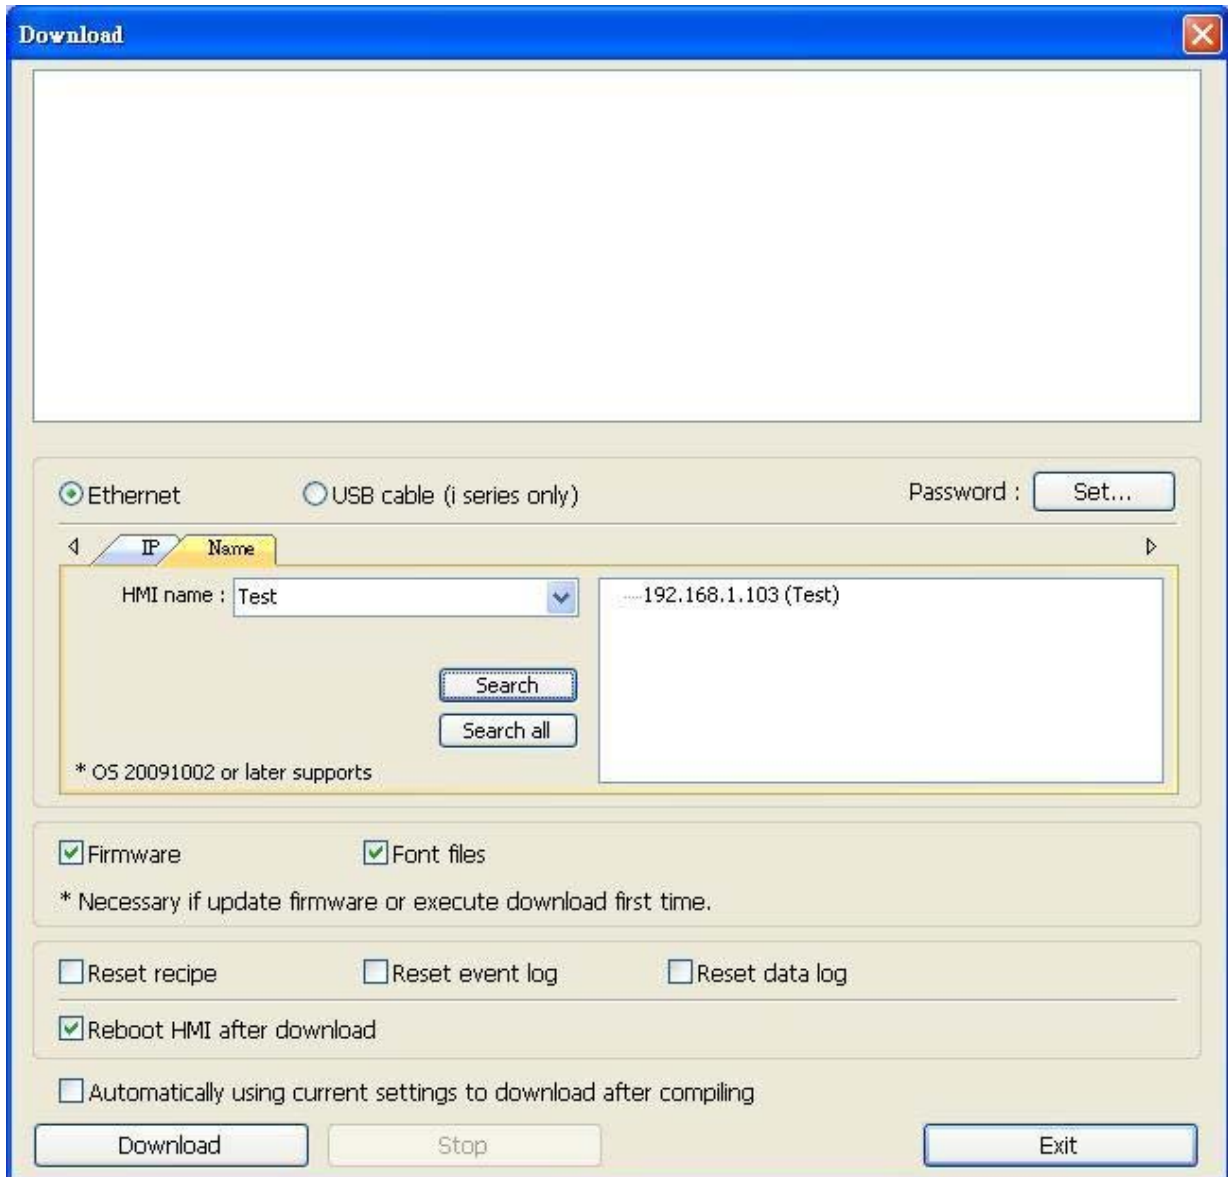 Download
Ethernet USB cable (i series only) Password : Set...
IP Name
HMI name : Test
192.168.1.103 (Test)
Search
Search all
* OS 20091002 or later supports
Firmware Font files
* Necessary if update firmware or execute download first time.
Reset recipe Reset event log Reset data log
Reboot HMI after download
Automatically using current settings to download after compiling
Download Stop Exit